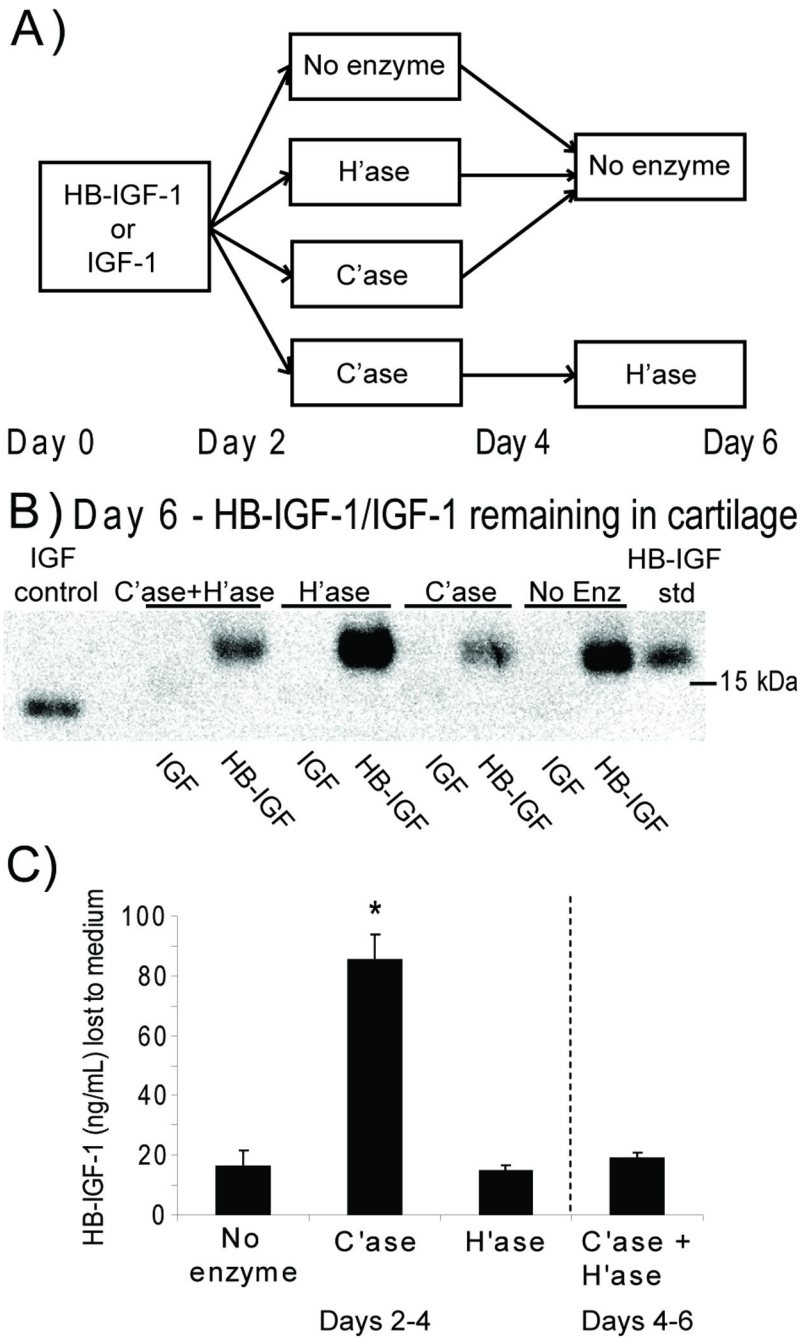 A)
No enzyme
H'ase
HB-IGF-1
or
IGF-1
No enzyme
C'ase
C'ase
H'ase
Day 0 Day 2 Day 4 Day 6
B) Day 6 - HB-IGF-1/IGF-1 remaining in cartilage
IGF
control
C'ase+H'ase
H'ase
C'ase
No Enz
HB-IGF
std
15 kDa
IGF
HB-IGF
IGF
HB-IGF
IGF
HB-IGF
IGF
HB-IGF
C)
HB-IGF-1 (ng/mL) lost to medium
100
80
60
40
20
0
*
No
enzyme
C'ase
H'ase
C'ase +
H'ase
Days 2-4
Days 4-6